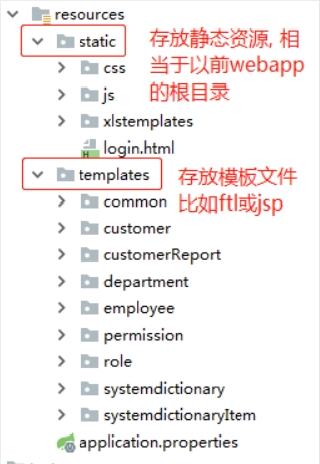 resources
static
存放静态资源, 相
当于以前webapp
的根目录
css
js
xlstemplates
login.html
templates
存放模板文件
比如ftl或jsp
common
customer
customerReport
department
employee
permission
role
systemdictionary
systemdictionaryItem
application.properties